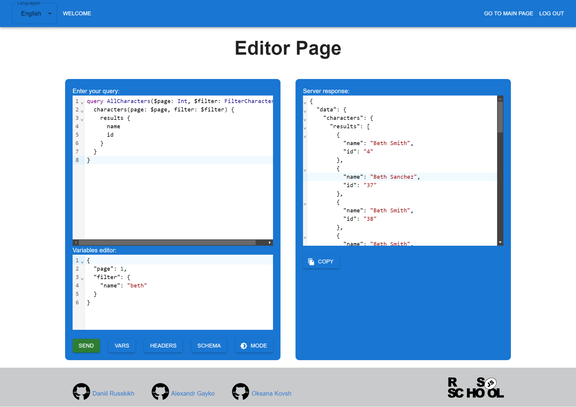 Language
English
WELCOME
GO TO MAIN PAGE
LOG OUT
Editor Page
Enter your query:
1 query AllCharacters($page: Int, $filter: FilterCharacter
2 characters(page: $page, filter: $filter) {
3 results {
4 name
5 id
6 }
7 }
8 }
Variables editor:
1 {
2 "page": 1,
3 "filter": {
4 "name": "beth"
5 }
6 }
SEND
VARS
HEADERS
SCHEMA
MODE
Server response:
{
"data": {
"characters": {
"results": [
{
"name": "Beth Smith",
"id": "4"
},
{
"name": "Beth Sanchez",
"id": "37"
},
{
"name": "Beth Smith",
"id": "38"
},
{
"name": "Beth Smith",
COPY
Daniil Russkikh
Alexandr Gayko
Oksana Kovsh
RS
SCHOOL